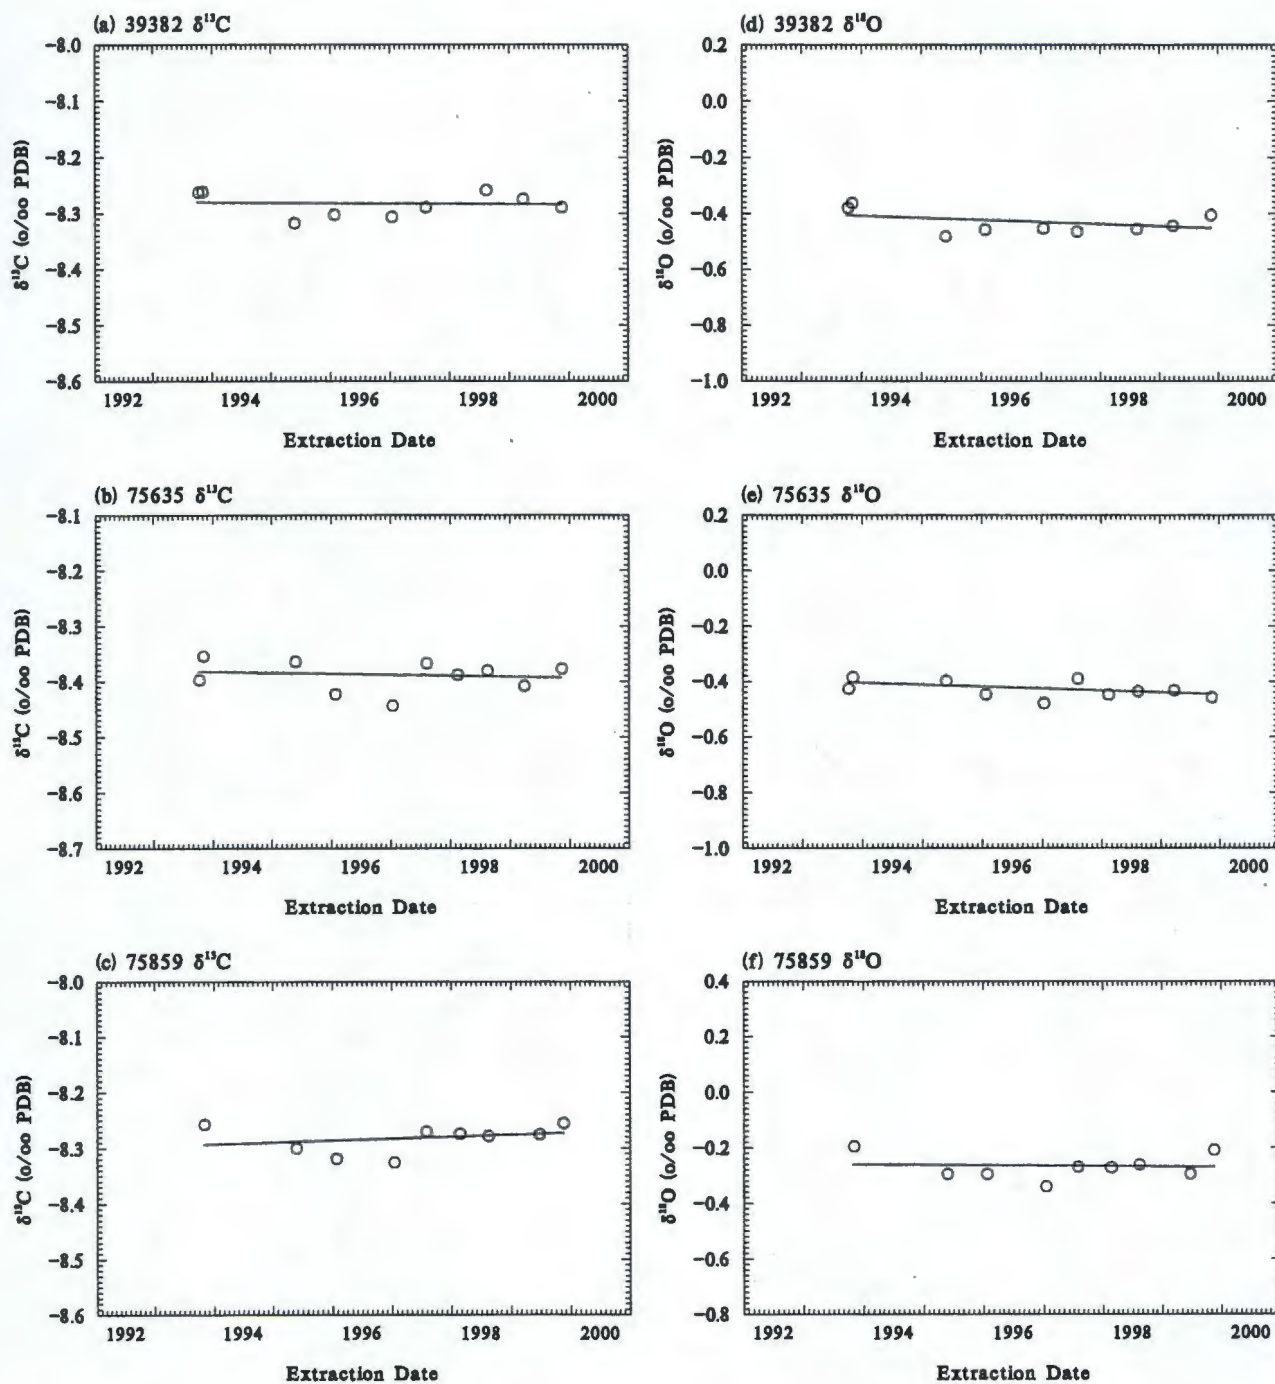 (a) 39382 δ¹³C
−8.0
−8.1
−8.2
−8.3
−8.4
−8.5
−8.6
δ¹³C (o/oo PDB)
1992 1994 1996 1998 2000
Extraction Date
(d) 39382 δ¹⁸O
0.2
0.0
−0.2
−0.4
−0.6
−0.8
−1.0
δ¹⁸O (o/oo PDB)
1992 1994 1996 1998 2000
Extraction Date
(b) 75635 δ¹³C
−8.1
−8.2
−8.3
−8.4
−8.5
−8.6
−8.7
δ¹³C (o/oo PDB)
1992 1994 1996 1998 2000
Extraction Date
(e) 75635 δ¹⁸O
0.2
0.0
−0.2
−0.4
−0.6
−0.8
−1.0
δ¹⁸O (o/oo PDB)
1992 1994 1996 1998 2000
Extraction Date
(c) 75859 δ¹³C
−8.0
−8.1
−8.2
−8.3
−8.4
−8.5
−8.6
δ¹³C (o/oo PDB)
1992 1994 1996 1998 2000
Extraction Date
(f) 75859 δ¹⁸O
0.4
0.2
0.0
−0.2
−0.4
−0.6
−0.8
δ¹⁸O (o/oo PDB)
1992 1994 1996 1998 2000
Extraction Date